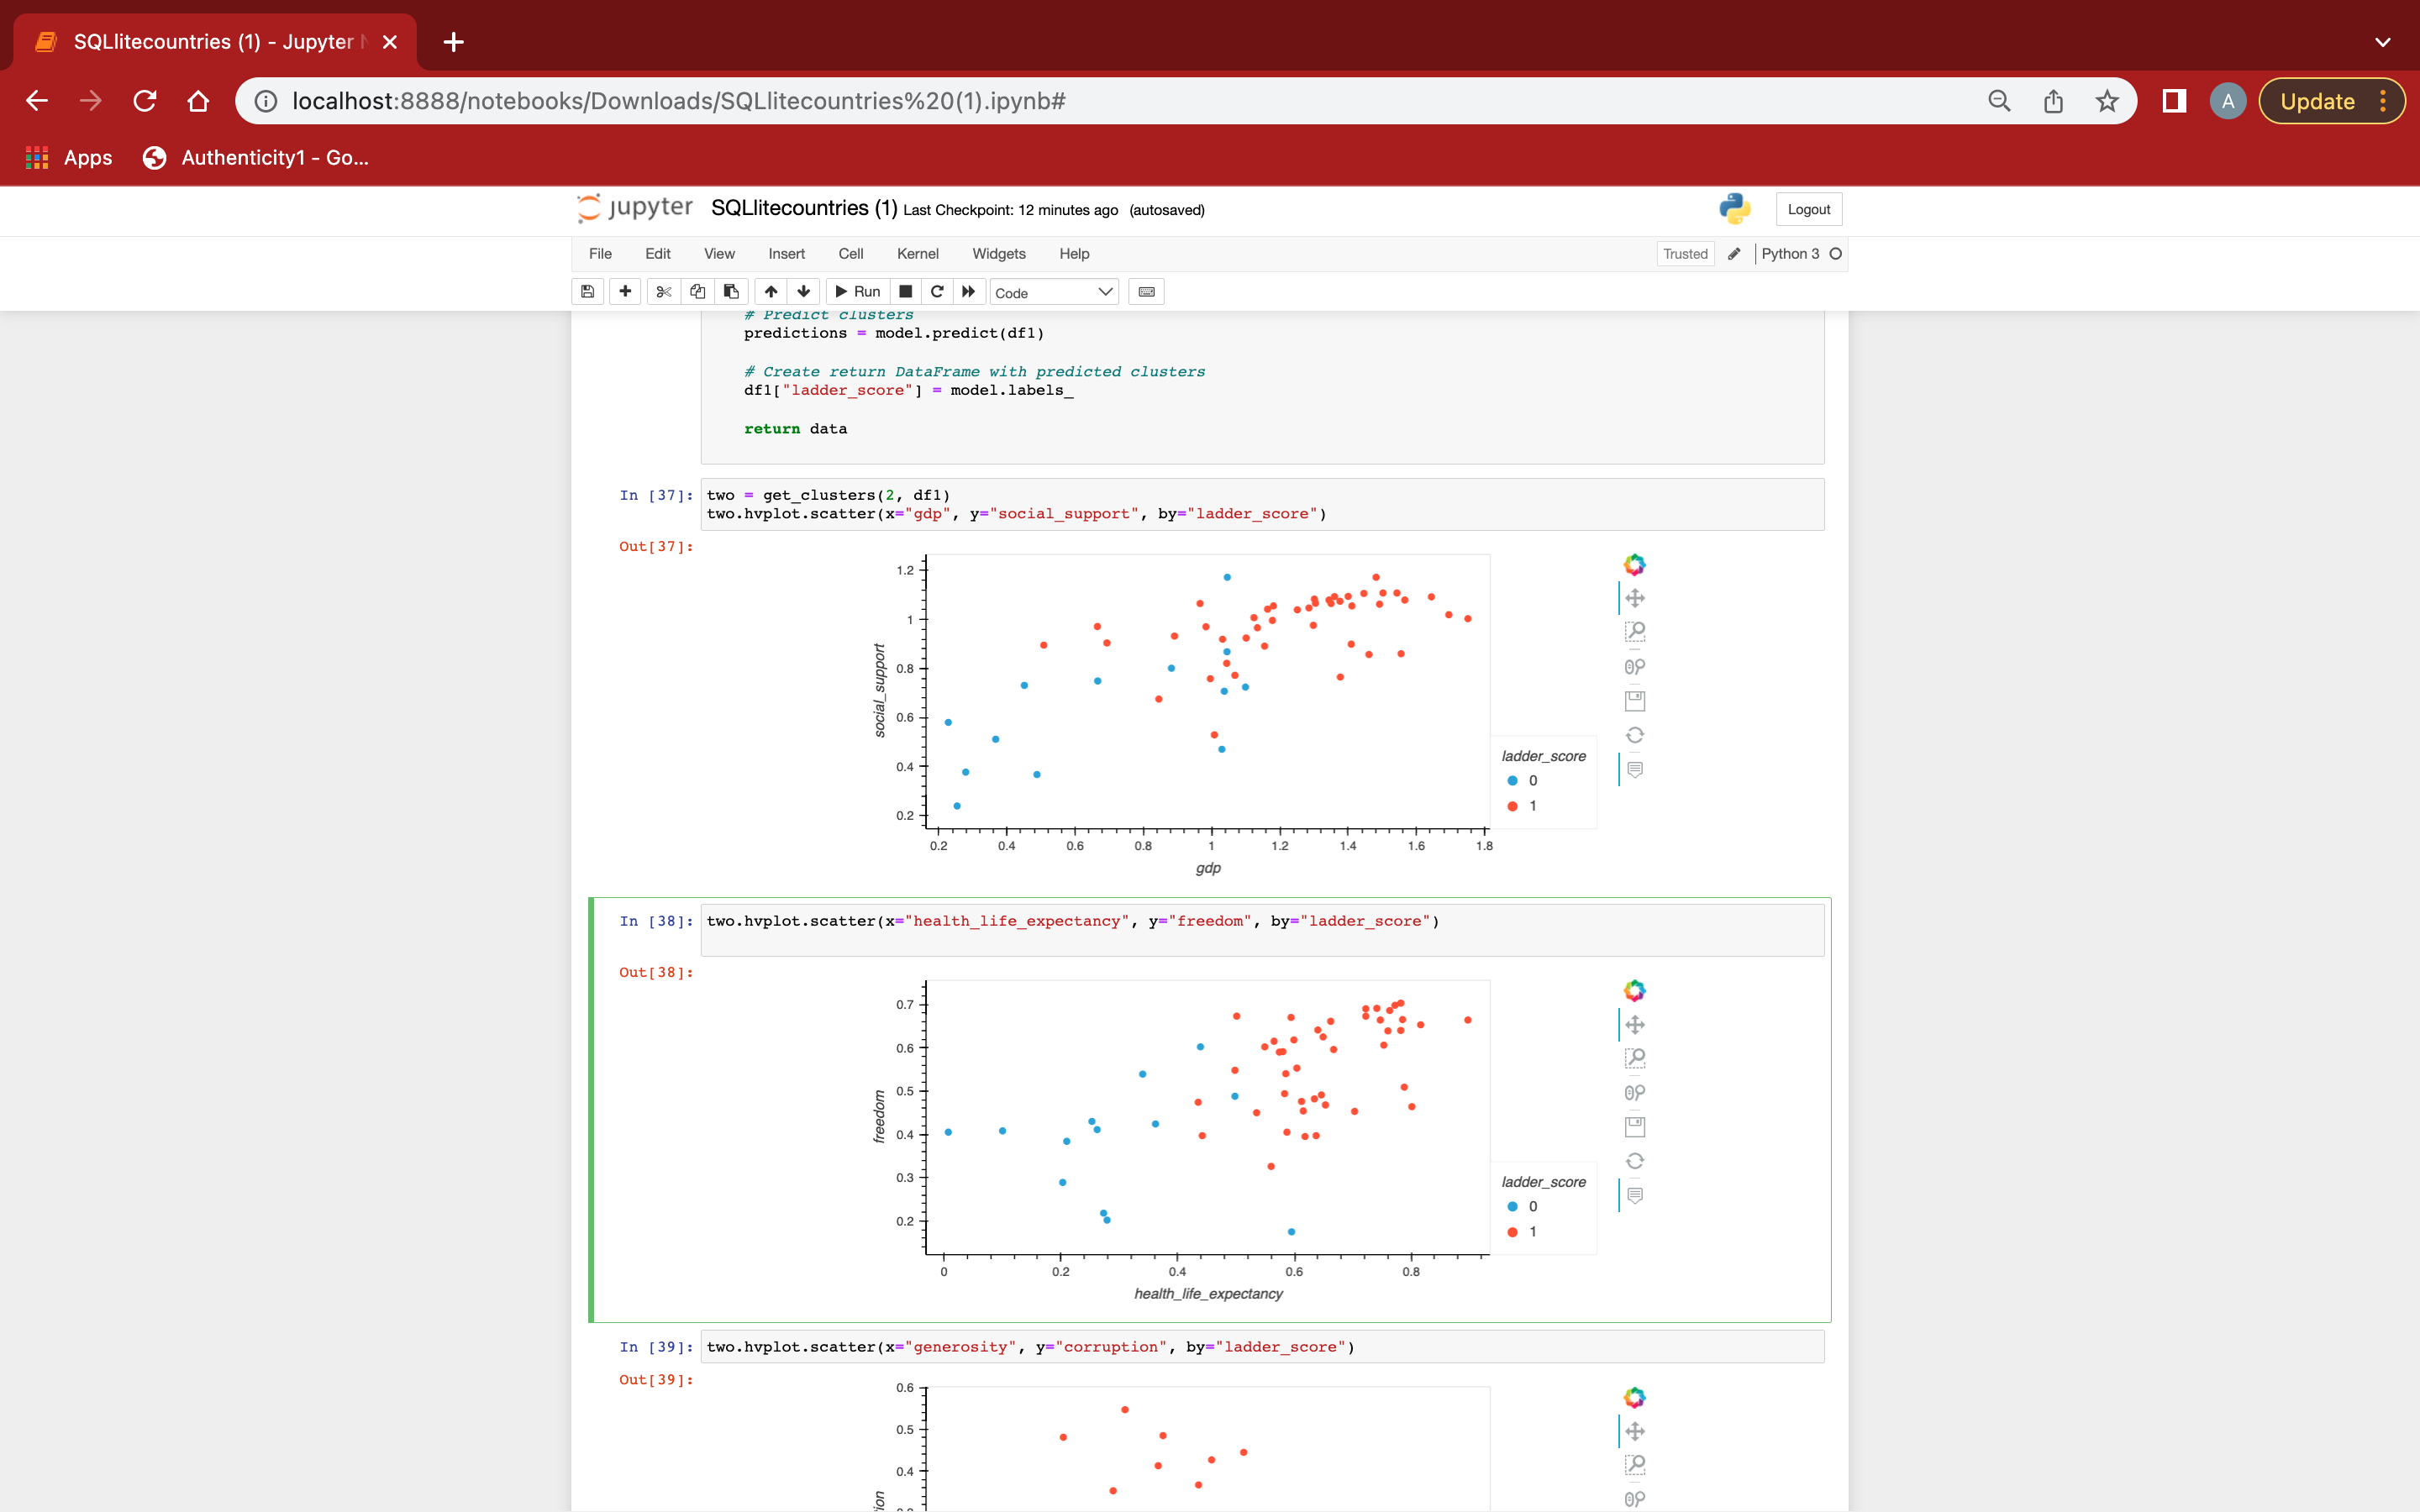 SQLlitecountries (1) - Jupyter
localhost:8888/notebooks/Downloads/SQLlitecountries%20(1).ipynb#
A
Update
Apps
Authenticity1 - Go...
jupyter SQLlitecountries (1) Last Checkpoint: 12 minutes ago (autosaved)
Logout
File Edit View Insert Cell Kernel Widgets Help
Trusted
Python 3
Run
Code
# Predict clusters
predictions = model.predict(df1)
# Create return DataFrame with predicted clusters
df1["ladder_score"] = model.labels_
return data
In [37]: two = get_clusters(2, df1)
two.hvplot.scatter(x="gdp", y="social_support", by="ladder_score")
Out[37]:
1.2
1
0.8
0.6
0.4
0.2
social_support
0.2 0.4 0.6 0.8 1 1.2 1.4 1.6 1.8
gdp
ladder_score
0
1
In [38]: two.hvplot.scatter(x="health_life_expectancy", y="freedom", by="ladder_score")
Out[38]:
0.7
0.6
0.5
0.4
0.3
0.2
freedom
0 0.2 0.4 0.6 0.8
health_life_expectancy
ladder_score
0
1
In [39]: two.hvplot.scatter(x="generosity", y="corruption", by="ladder_score")
Out[39]:
0.6
0.5
0.4